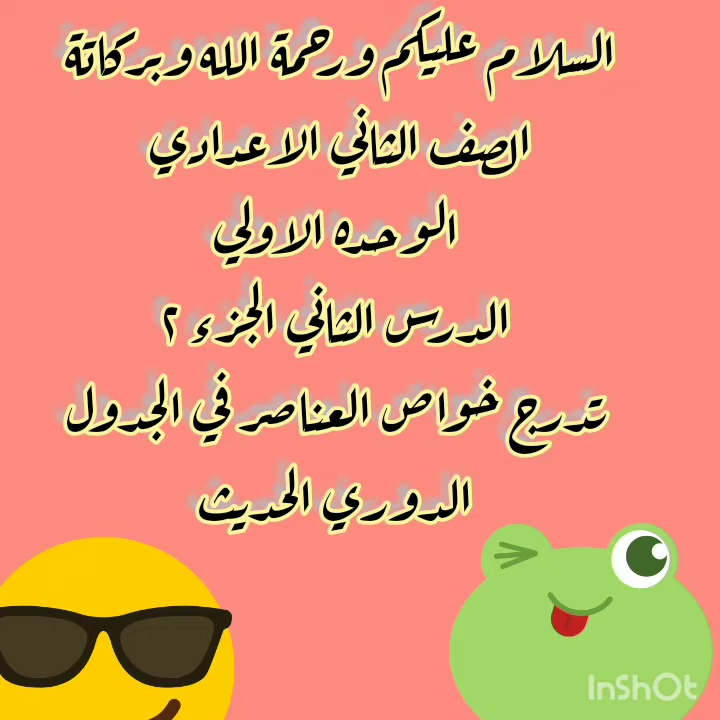 السلام عليكم ورحمة الله وبركاتة
الصف الثاني الاعدادي
الوحده الاولي
الدرس الثاني الجزء ٢
تدرج خواص العناصر في الجدول
الدوري الحديث
InShOt